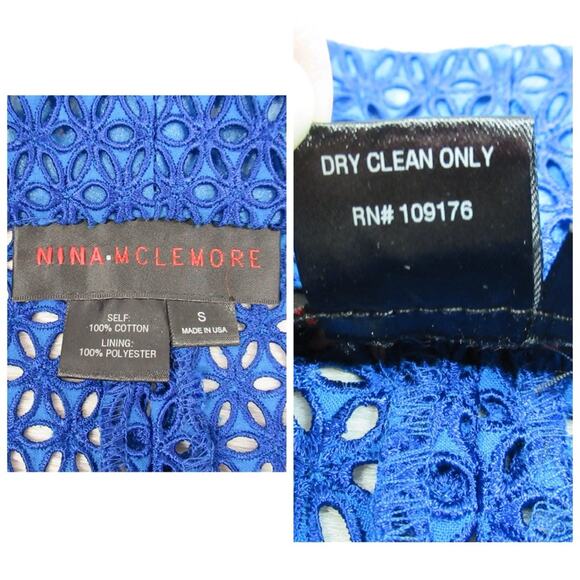 NINA·MCLEMORE
SELF:
100% COTTON
LINING:
100% POLYESTER
S
MADE IN USA
DRY CLEAN ONLY
RN# 109176